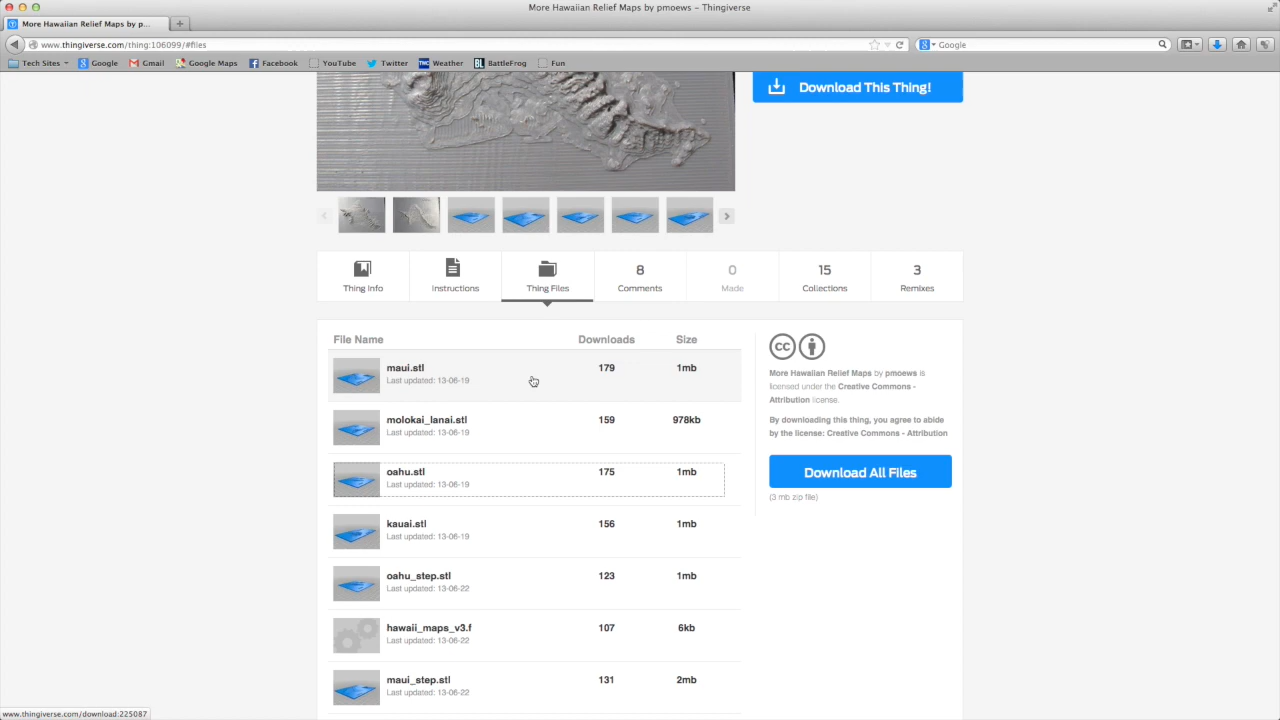 More Hawaiian Relief Maps by pmoews - Thingiverse
More Hawaiian Relief Maps by p...
www.thingiverse.com/thing:106099/#files
Google
Tech Sites
Google
Gmail
Google Maps
Facebook
YouTube
Twitter
TWC Weather
BL BattleFrog
Fun
Download This Thing!
Thing Info
Instructions
Thing Files
8
Comments
0
Made
15
Collections
3
Remixes
File Name Downloads Size
maui.stl 179 1mb
Last updated: 13-06-19
molokai_lanai.stl 159 978kb
Last updated: 13-06-19
oahu.stl 175 1mb
Last updated: 13-06-19
kauai.stl 156 1mb
Last updated: 13-06-19
oahu_step.stl 123 1mb
Last updated: 13-06-22
hawaii_maps_v3.f 107 6kb
Last updated: 13-06-22
maui_step.stl 131 2mb
Last updated: 13-06-22
cc
More Hawaiian Relief Maps by pmoews is
licensed under the Creative Commons -
Attribution license.
By downloading this thing, you agree to abide
by the license: Creative Commons - Attribution
Download All Files
(3 mb zip file)
www.thingiverse.com/download:225087